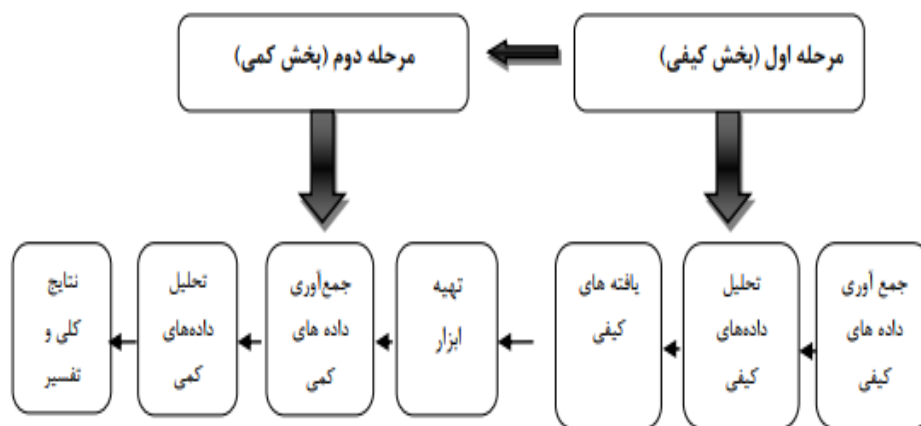 مرحله اول (بخش کیفی)
مرحله دوم (بخش کمی)
جمع آوری
داده های
کیفی
تحلیل
داده‌های
کیفی
یافته های
کیفی
تهیه
ابزار
جمع‌آوری
داده های
کمی
تحلیل
داده‌های
کمی
نتایج
کلی و
تفسیر